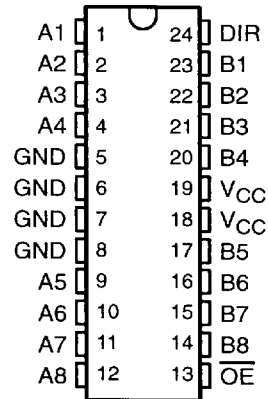 A1 1 24 DIR
A2 2 23 B1
A3 3 22 B2
A4 4 21 B3
GND 5 20 B4
GND 6 19 VCC
GND 7 18 VCC
GND 8 17 B5
A5 9 16 B6
A6 10 15 B7
A7 11 14 B8
A8 12 13 O̅E̅